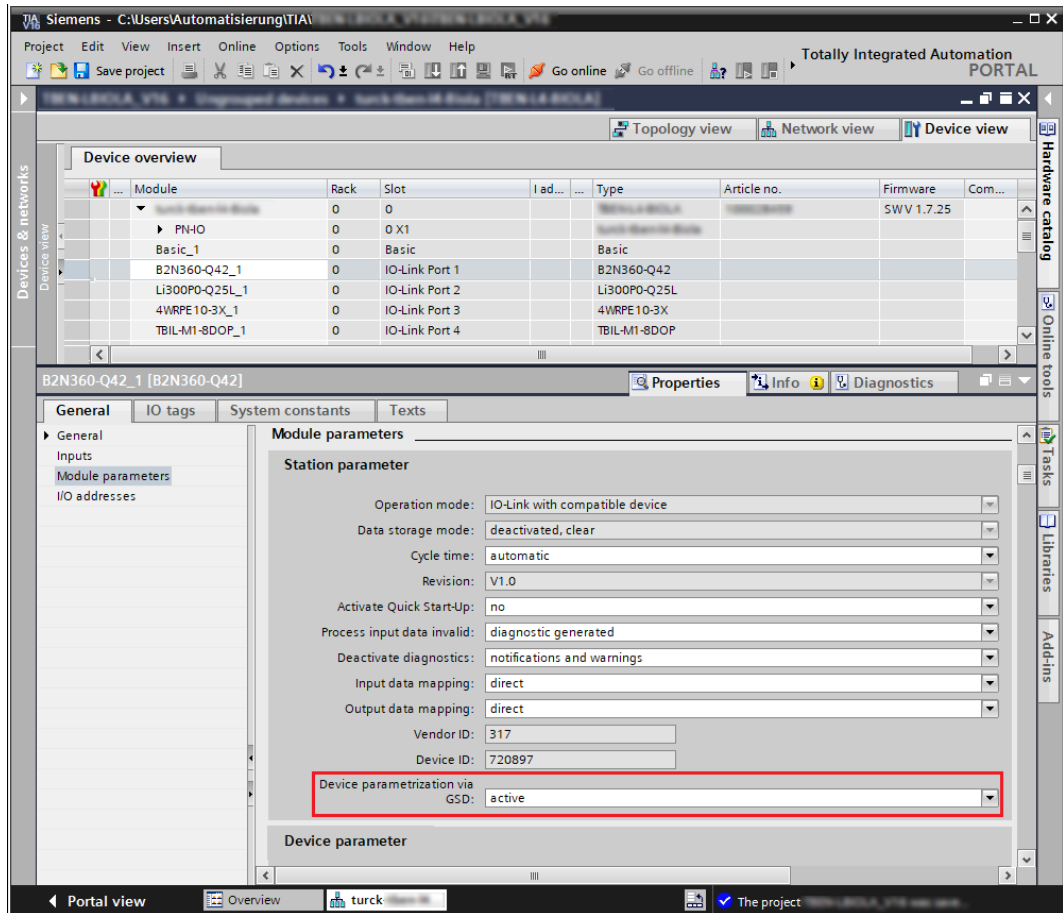 Siemens - C:\Users\Automatisierung\TIA\
TIA V16
Project Edit View Insert Online Options Tools Window Help
Save project Go online Go offline
Totally Integrated Automation
PORTAL
Topology view Network view Device view
Device overview
... Module Rack Slot I ad... ... Type Article no. Firmware Com...
0 0 SW V 1.7.25
PN-IO 0 0 X1
Basic_1 0 Basic Basic
B2N360-Q42_1 0 IO-Link Port 1 B2N360-Q42
Li300P0-Q25L_1 0 IO-Link Port 2 Li300P0-Q25L
4WRPE10-3X_1 0 IO-Link Port 3 4WRPE10-3X
TBIL-M1-8DOP_1 0 IO-Link Port 4 TBIL-M1-8DOP
Devices & networks
Device view
B2N360-Q42_1 [B2N360-Q42]
Properties Info Diagnostics
General IO tags System constants Texts
General
Inputs
Module parameters
I/O addresses
Module parameters
Station parameter
Operation mode: IO-Link with compatible device
Data storage mode: deactivated, clear
Cycle time: automatic
Revision: V1.0
Activate Quick Start-Up: no
Process input data invalid: diagnostic generated
Deactivate diagnostics: notifications and warnings
Input data mapping: direct
Output data mapping: direct
Vendor ID: 317
Device ID: 720897
Device parametrization via
GSD: active
Device parameter
Hardware catalog
Online tools
Tasks
Libraries
Add-ins
Portal view Overview turck- The project